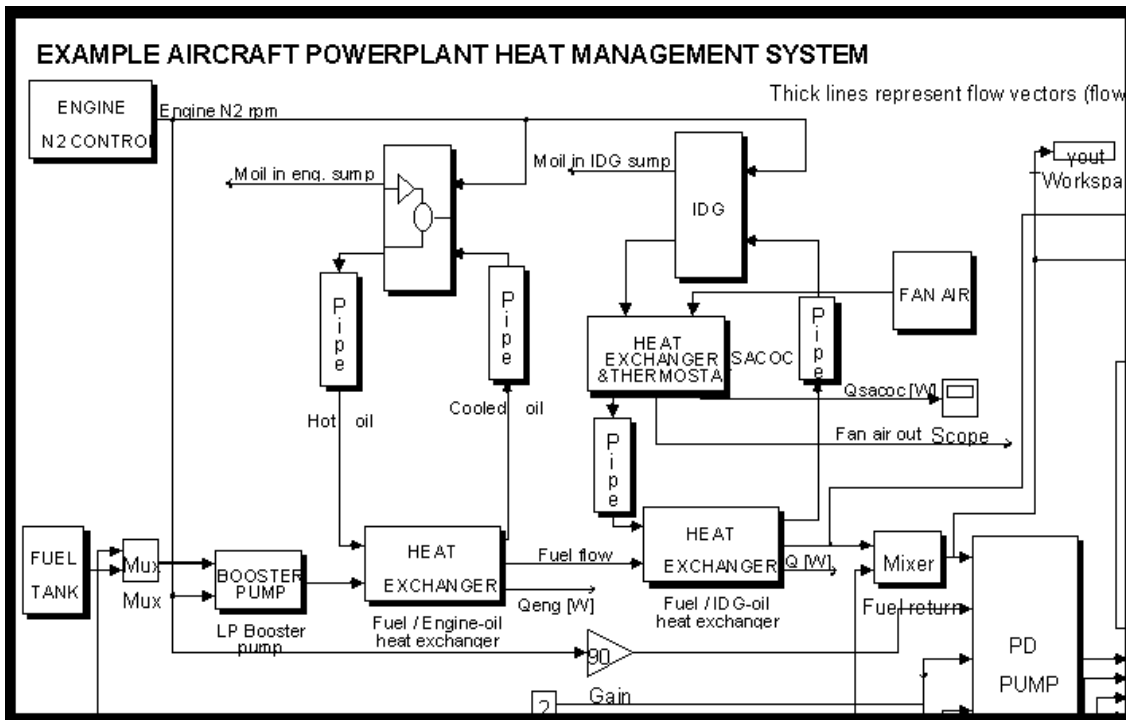 EXAMPLE AIRCRAFT POWERPLANT HEAT MANAGEMENT SYSTEM
Thick lines represent flow vectors (flow
ENGINE
N2 CONTROL
Engine N2 rpm
Moil in eng. sump
Moil in IDG sump
IDG
yout
Workspa
FAN AIR
Pipe
Pipe
Pipe
HEAT
EXCHANGER
&THERMOSTA
SACOC
Qsacoc [W]
Cooled oil
Hot oil
Pipe
Fan air out
Scope
FUEL
TANK
Mux
Mux
BOOSTER
PUMP
LP Booster
pump
HEAT
EXCHANGER
Fuel / Engine-oil
heat exchanger
Fuel flow
Qeng [W]
HEAT
EXCHANGER
Fuel / IDG-oil
heat exchanger
Q [W]
Mixer
Fuel return
90
Gain
2
PD
PUMP